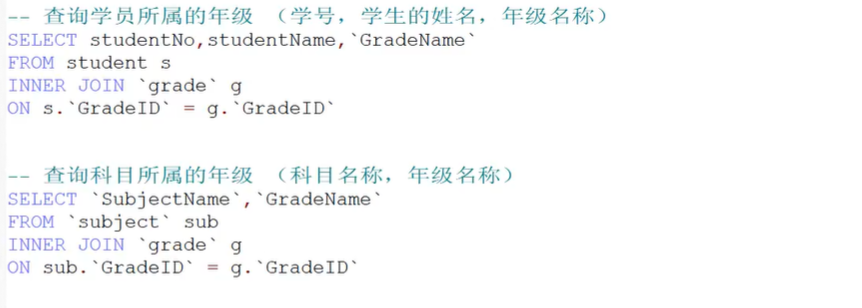 -- 查询学员所属的年级 （学号，学生的姓名，年级名称）
SELECT studentNo,studentName,`GradeName`
FROM student s
INNER JOIN `grade` g
ON s.`GradeID` = g.`GradeID`
-- 查询科目所属的年级 （科目名称，年级名称）
SELECT `SubjectName`,`GradeName`
FROM `subject` sub
INNER JOIN `grade` g
ON sub.`GradeID` = g.`GradeID`